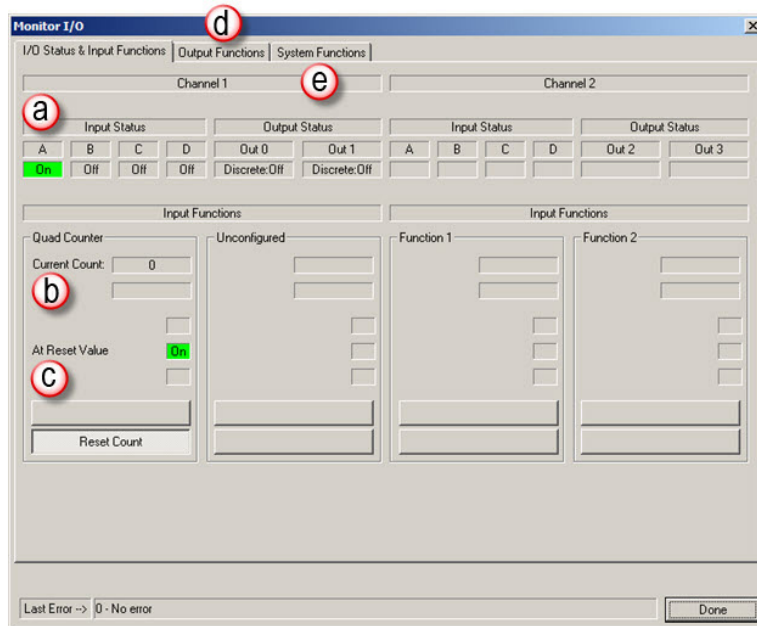 Monitor I/O
d
I/O Status & Input Functions Output Functions System Functions
Channel 1 e Channel 2
a
Input Status Output Status Input Status Output Status
A B C D Out 0 Out 1 A B C D Out 2 Out 3
On Off Off Off Discrete:Off Discrete:Off
Input Functions Input Functions
Quad Counter Unconfigured Function 1 Function 2
Current Count: 0
b
At Reset Value On
c
Reset Count
Last Error --> 0 - No error Done